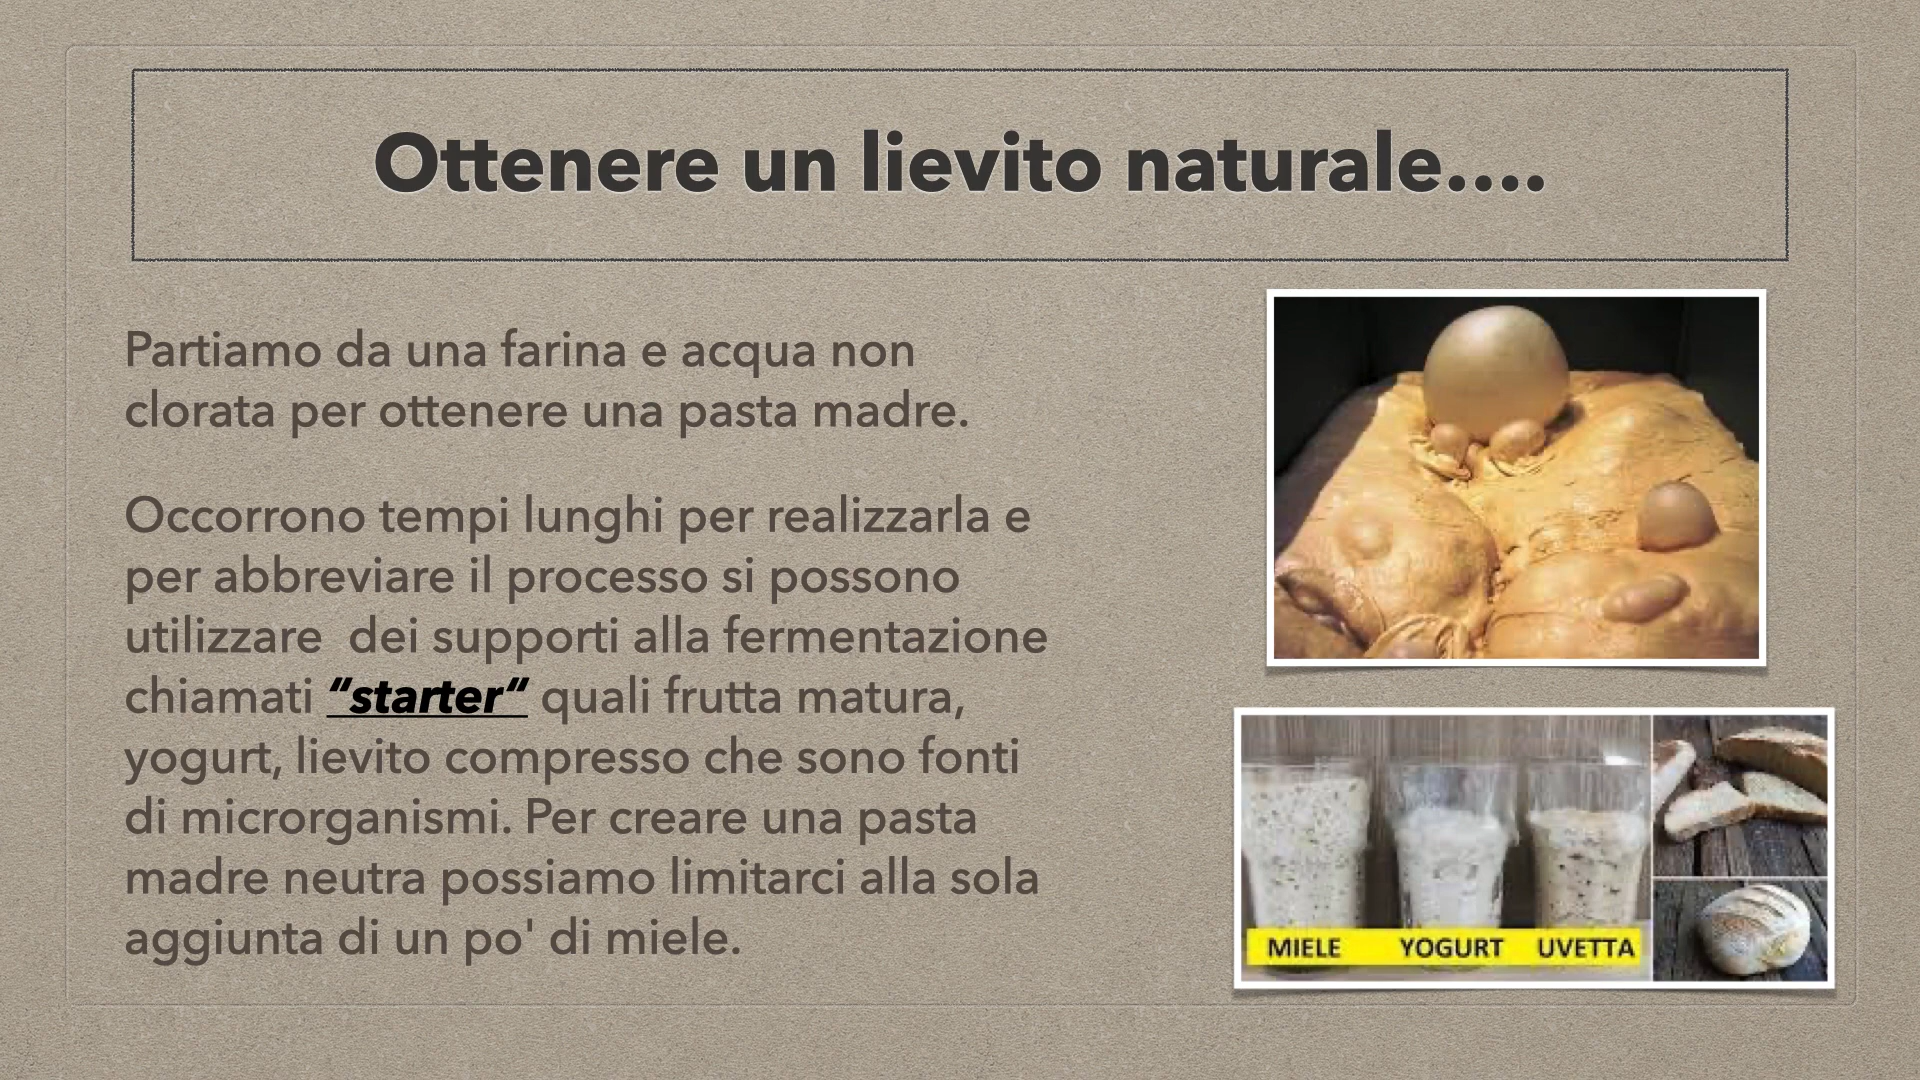 Ottenere un lievito naturale….
Partiamo da una farina e acqua non
clorata per ottenere una pasta madre.
Occorrono tempi lunghi per realizzarla e
per abbreviare il processo si possono
utilizzare  dei supporti alla fermentazione
chiamati “starter“ quali frutta matura,
yogurt, lievito compresso che sono fonti
di microrganismi. Per creare una pasta
madre neutra possiamo limitarci alla sola
aggiunta di un po' di miele.
MIELE YOGURT UVETTA